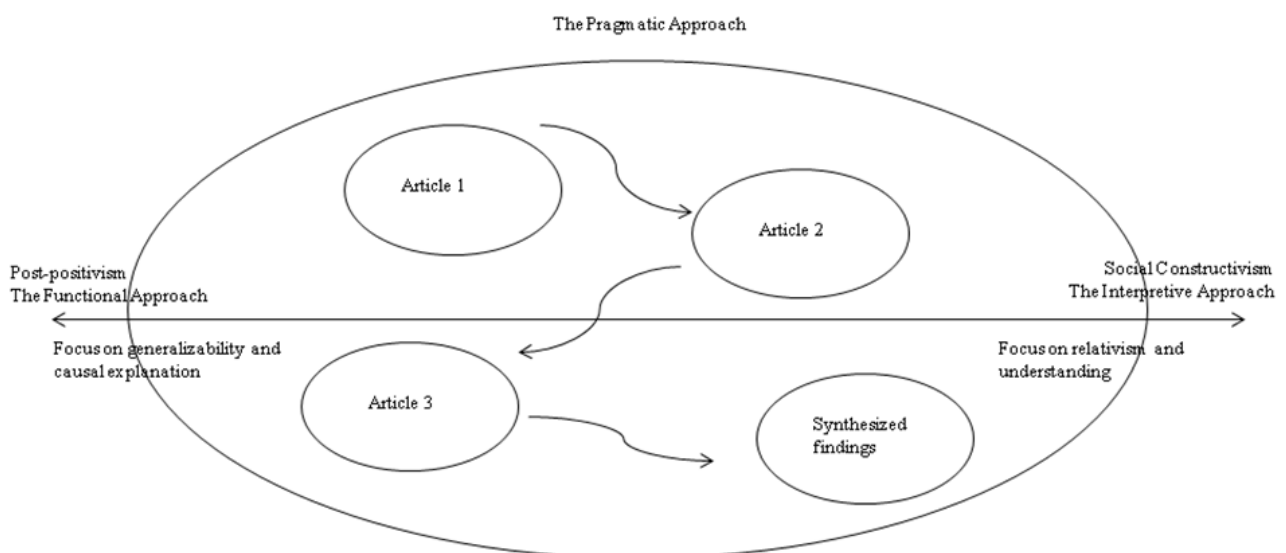 The Pragmatic Approach
Article 1
Article 2
Post-positivism
The Functional Approach
Social Constructivism
The Interpretive Approach
Focus on generalizability and
causal explanation
Focus on relativism and
understanding
Article 3
Synthesized
findings